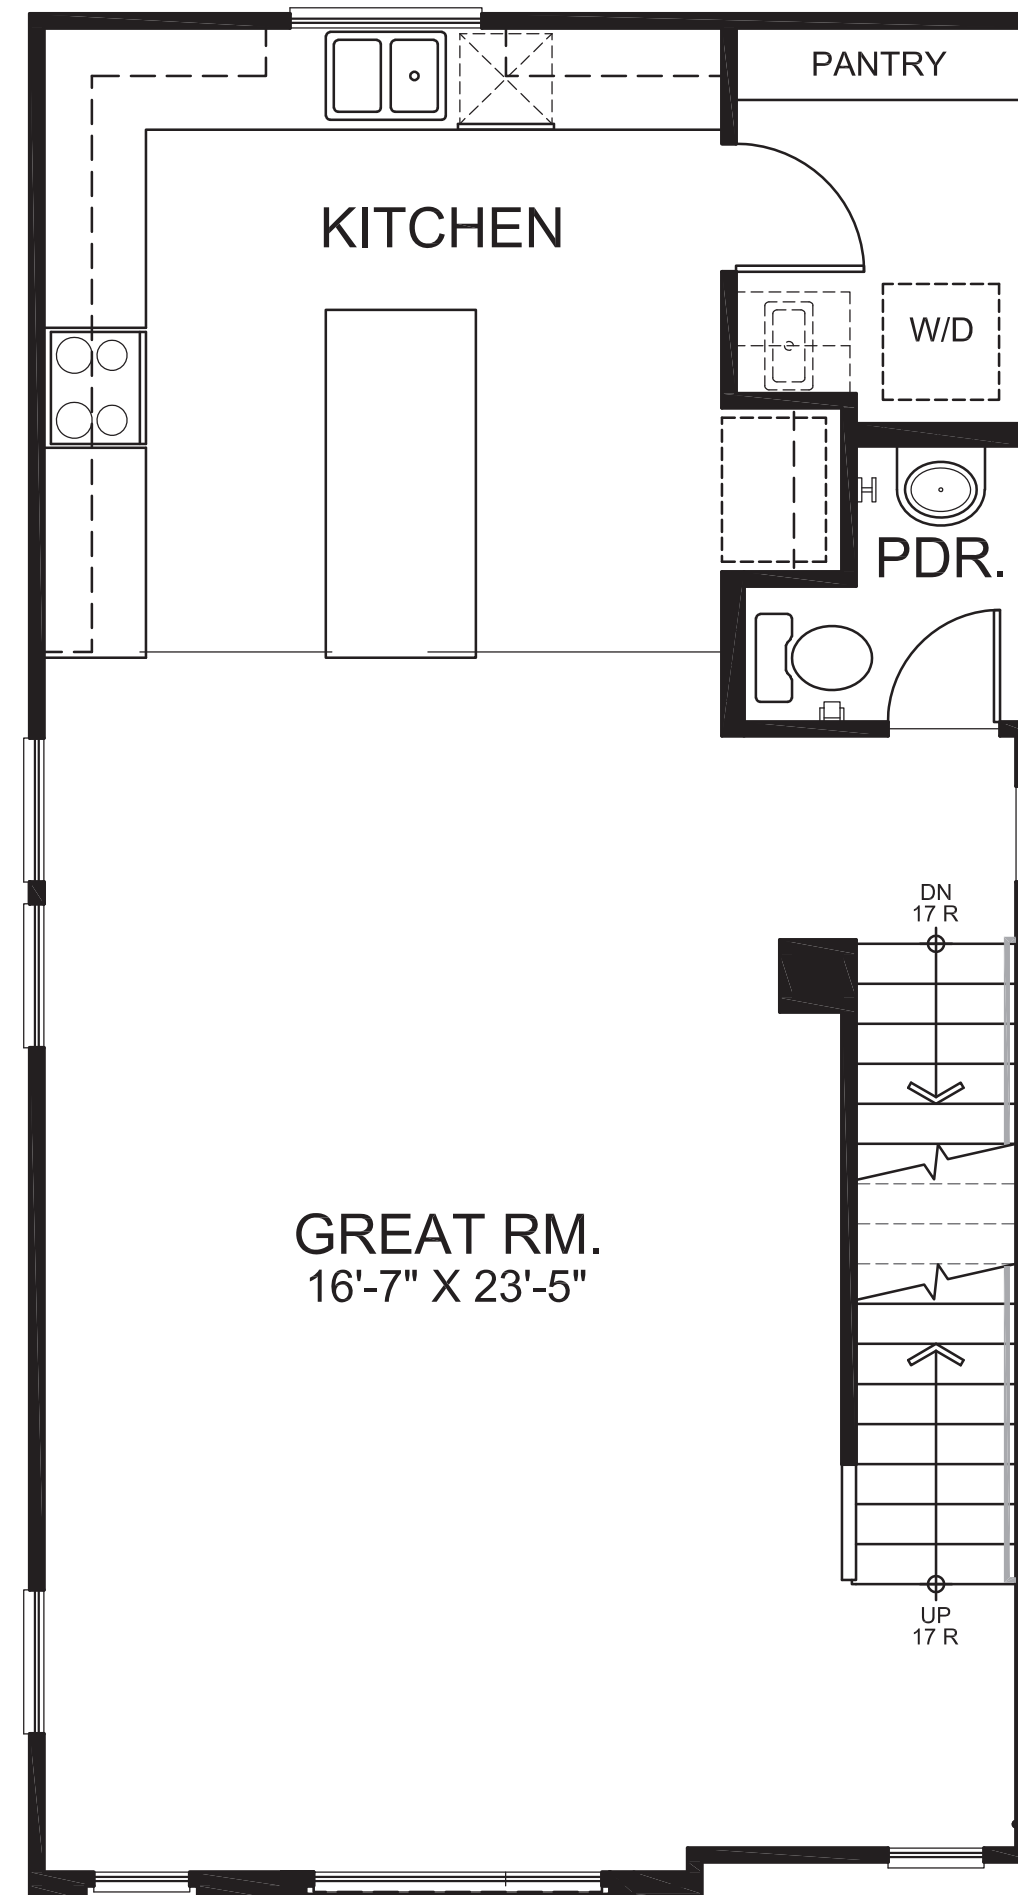 PANTRY
KITCHEN
W/D
PDR.
DN
17 R
GREAT RM.
16'-7" X 23'-5"
UP
17 R